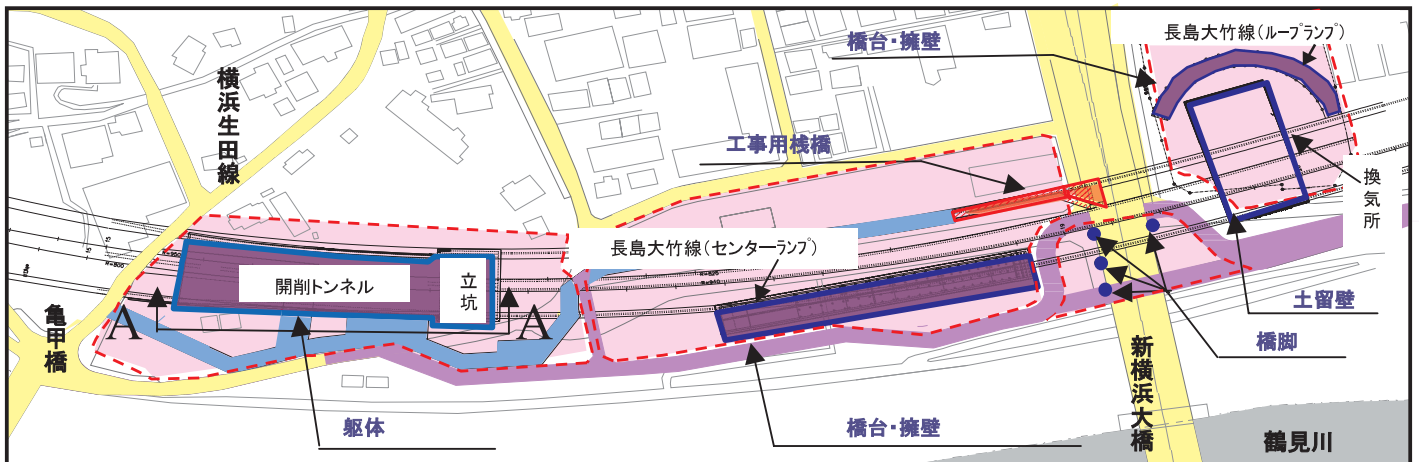 橋台・擁壁
長島大竹線(ループランプ)
横浜生田線
工事用桟橋
換気所
長島大竹線(センターランプ)
開削トンネル
立坑
A
A
土留壁
亀甲橋
橋脚
新横浜大橋
躯体
橋台・擁壁
鶴見川